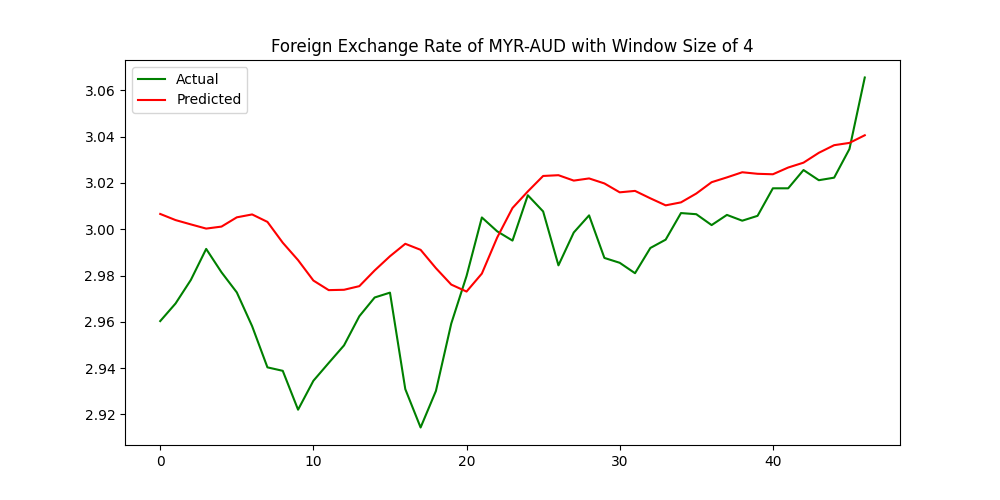 Foreign Exchange Rate of MYR-AUD with Window Size of 4
Actual
Predicted
3.06
3.04
3.02
3.00
2.98
2.96
2.94
2.92
0 10 20 30 40